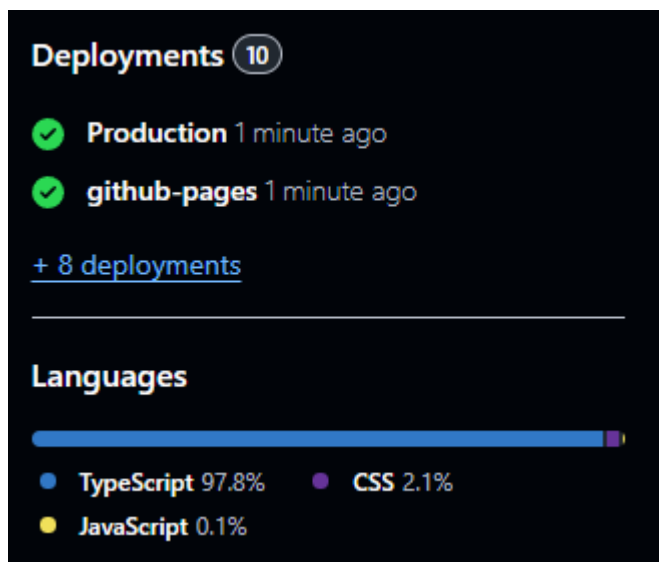 Deployments 10
Production 1 minute ago
github-pages 1 minute ago
+ 8 deployments
Languages
TypeScript 97.8% CSS 2.1%
JavaScript 0.1%